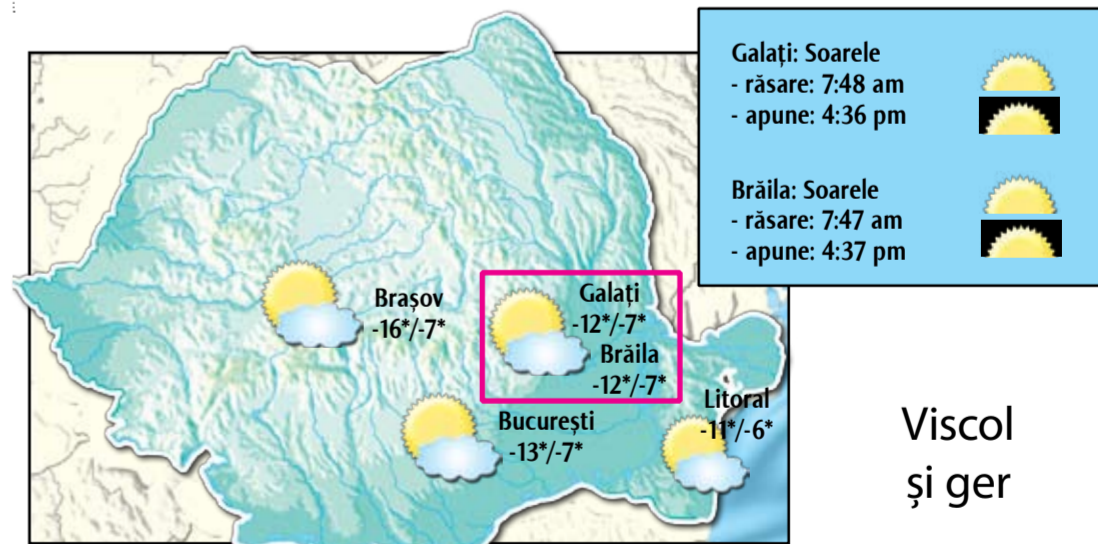 Galați: Soarele
- răsare: 7:48 am
- apune: 4:36 pm
Brăila: Soarele
- răsare: 7:47 am
- apune: 4:37 pm
Brașov
-16*/-7*
Galați
-12*/-7*
Brăila
-12*/-7*
București
-13*/-7*
Litoral
-11*/-6*
Viscol
și ger